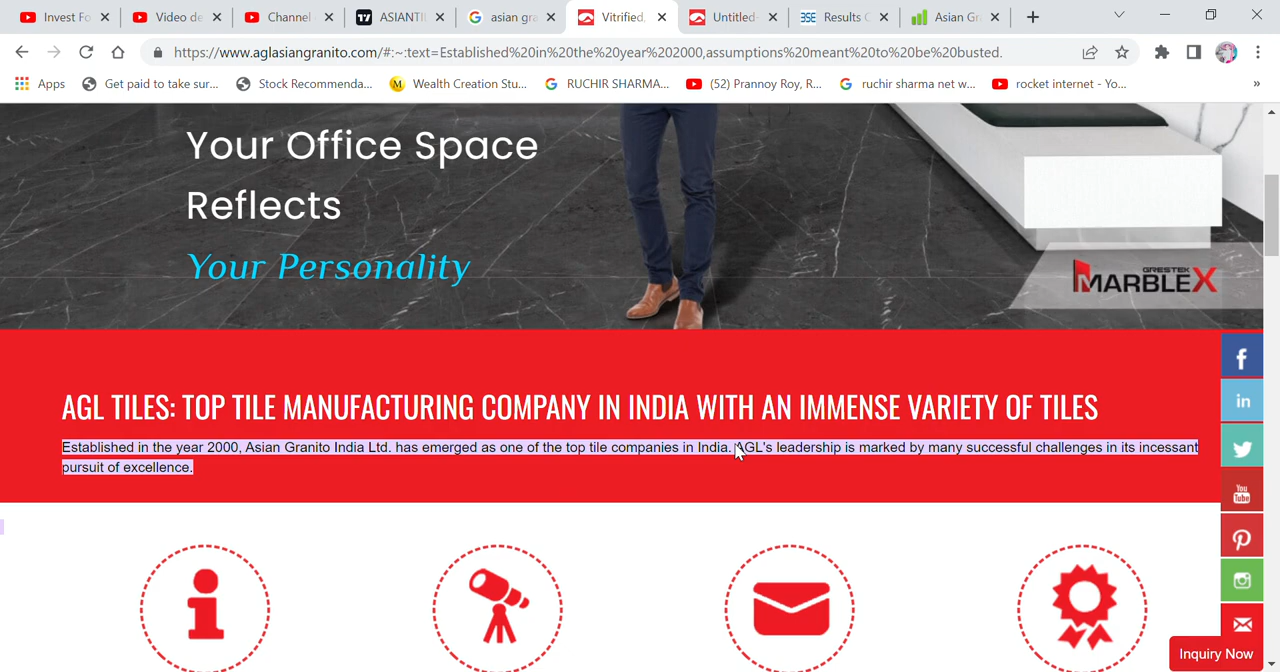 Invest Fo
Video de
Channel
ASIANTIL
asian gra
Vitrified,
Untitled-
Results C
Asian Gra
https://www.aglasiangranito.com/#:~:text=Established%20in%20the%20year%202000,assumptions%20meant%20to%20be%20busted.
Apps
Get paid to take sur...
Stock Recommenda...
Wealth Creation Stu...
RUCHIR SHARMA...
(52) Prannoy Roy, R...
ruchir sharma net w...
rocket internet - Yo...
»
Your Office Space
Reflects
Your Personality
GRESTEK
MARBLEX
AGL TILES: TOP TILE MANUFACTURING COMPANY IN INDIA WITH AN IMMENSE VARIETY OF TILES
Established in the year 2000, Asian Granito India Ltd. has emerged as one of the top tile companies in India. AGL's leadership is marked by many successful challenges in its incessant
pursuit of excellence.
Inquiry Now